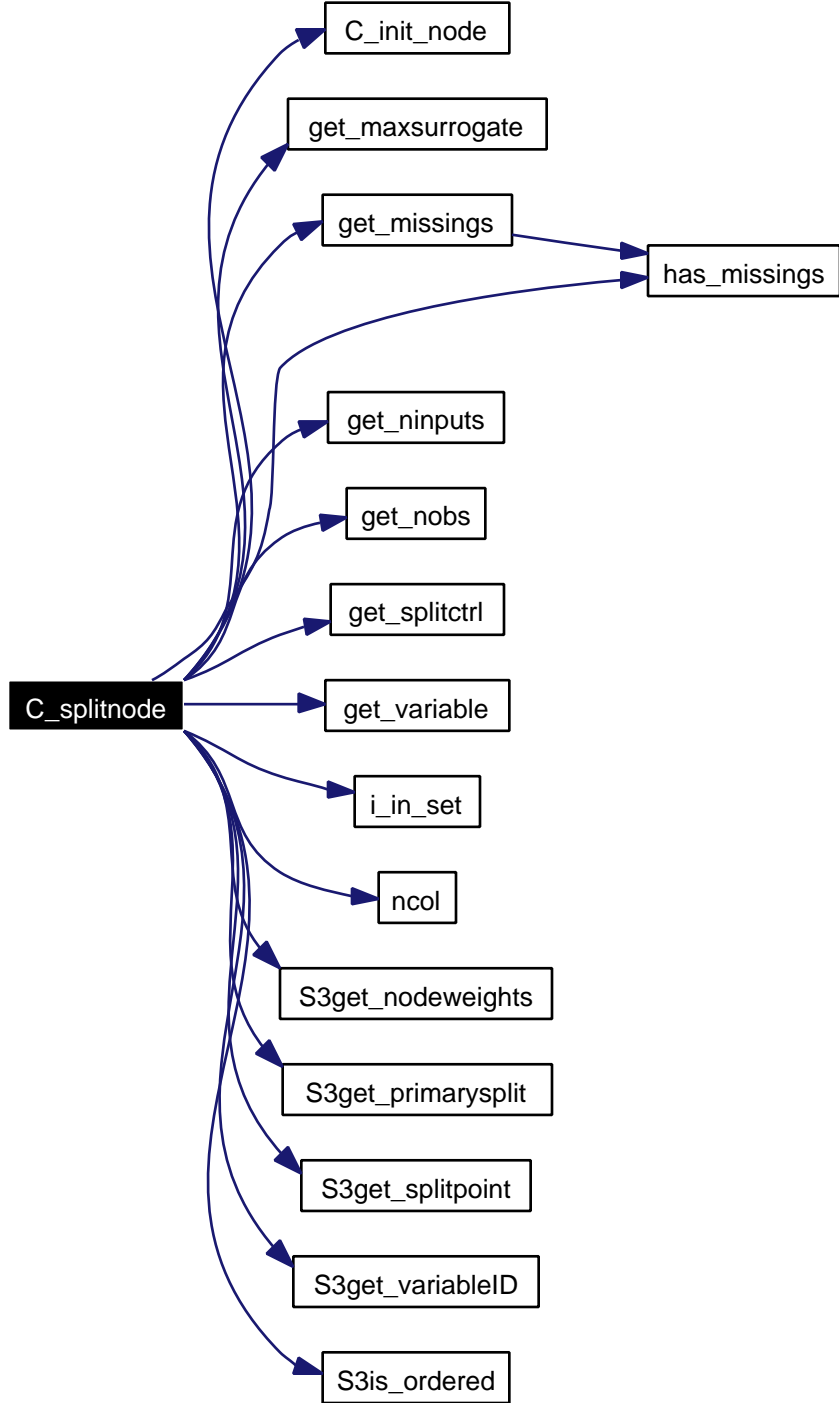 C_init_node
get_maxsurrogate
get_missings
has_missings
get_ninputs
get_nobs
get_splitctrl
C_splitnode
get_variable
i_in_set
ncol
S3get_nodeweights
S3get_primarysplit
S3get_splitpoint
S3get_variableID
S3is_ordered